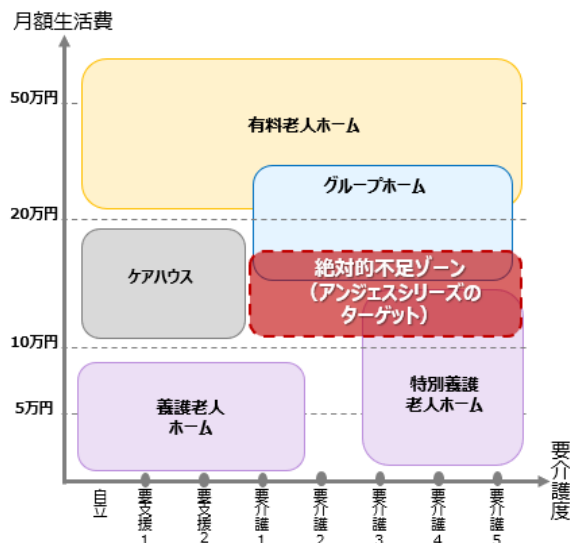 月額生活費
50万円
有料老人ホーム
グループホーム
20万円
ケアハウス
絶対的不足ゾーン
（アンジェスシリーズの
ターゲット）
10万円
特別養護
老人ホーム
養護老人
ホーム
5万円
要介護度
自立
要支援1
要支援2
要介護1
要介護2
要介護3
要介護4
要介護5